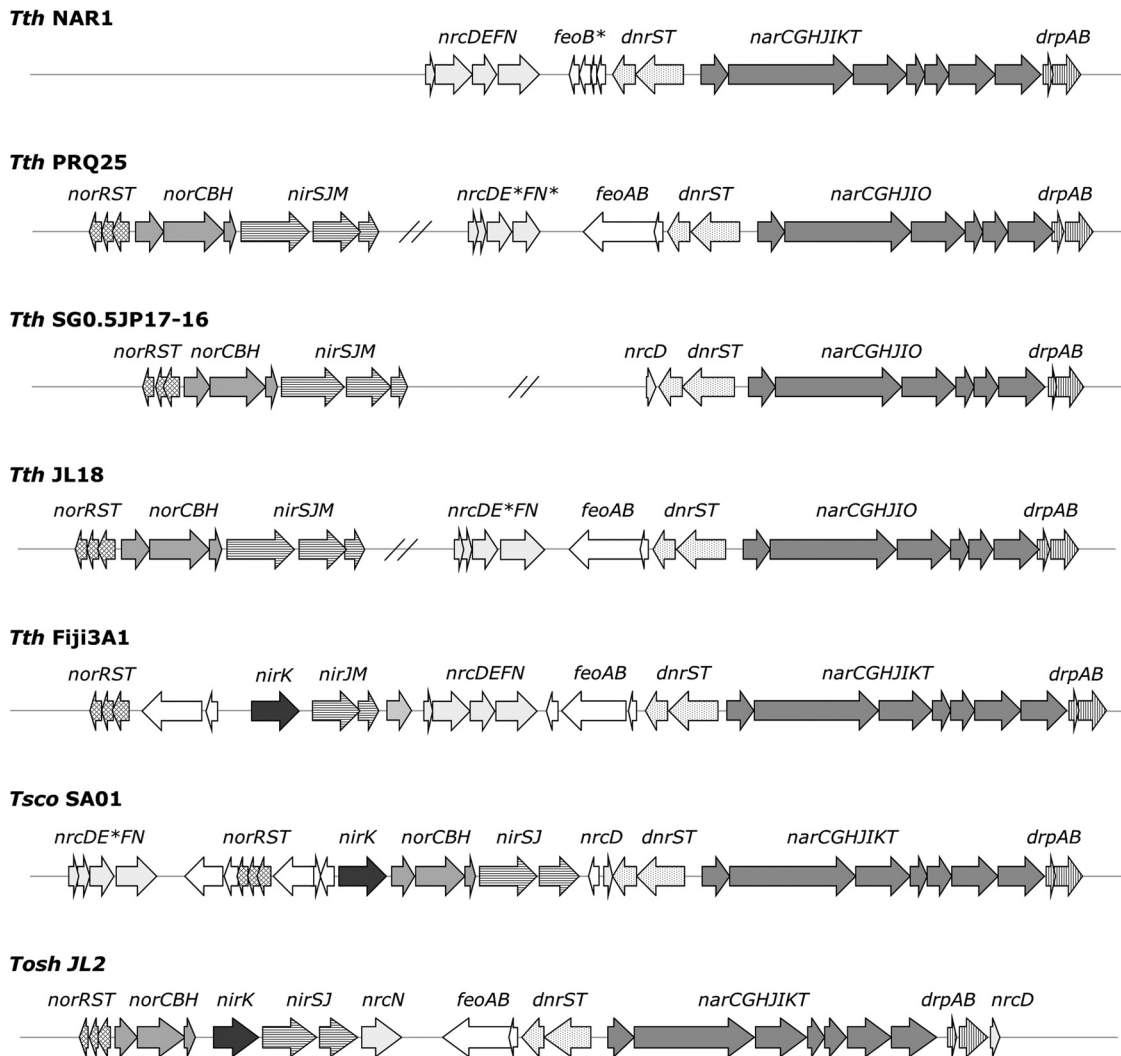 Tth NAR1
nrcDEFN feoB* dnrST narCGHJIKT drpAB
Tth PRQ25
norRST norCBH nirSJM nrcDE*FN* feoAB dnrST narCGHJIO drpAB
Tth SG0.5JP17-16
norRST norCBH nirSJM nrcD dnrST narCGHJIO drpAB
Tth JL18
norRST norCBH nirSJM nrcDE*FN feoAB dnrST narCGHJIO drpAB
Tth Fiji3A1
norRST nirK nirJM nrcDEFN feoAB dnrST narCGHJIKT drpAB
Tsco SA01
nrcDE*FN norRST nirK norCBH nirSJ nrcD dnrST narCGHJIKT drpAB
Tosh JL2
norRST norCBH nirK nirSJ nrcN feoAB dnrST narCGHJIKT drpAB nrcD